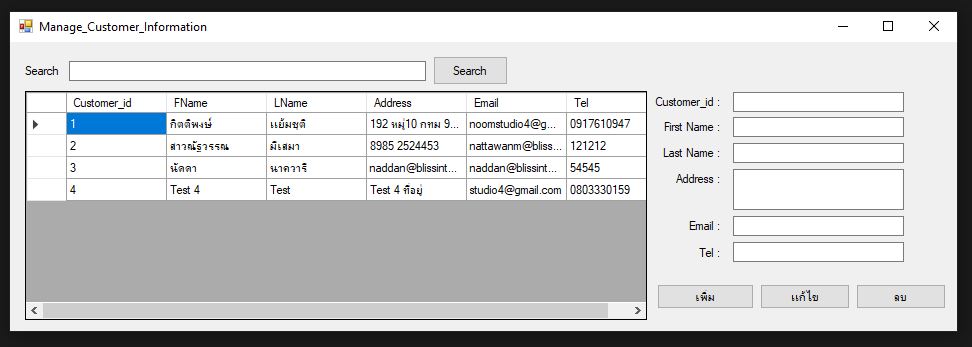 Manage_Customer_Information
Search Search
Customer_id FName LName Address Email Tel
1 กิตติพงษ์ แย้มชุติ 192 หมู่10 กทม 9... noomstudio4@g... 0917610947
2 สาวณัฐวรรณ มีเสมา 8985 2524453 nattawanm@bliss... 121212
3 นัดดา นาควารี naddan@blissint... naddan@blissint... 54545
4 Test 4 Test Test 4 ที่อยู่ studio4@gmail.com 0803330159
Customer_id :
First Name :
Last Name :
Address :
Email :
Tel :
เพิ่ม แก้ไข ลบ